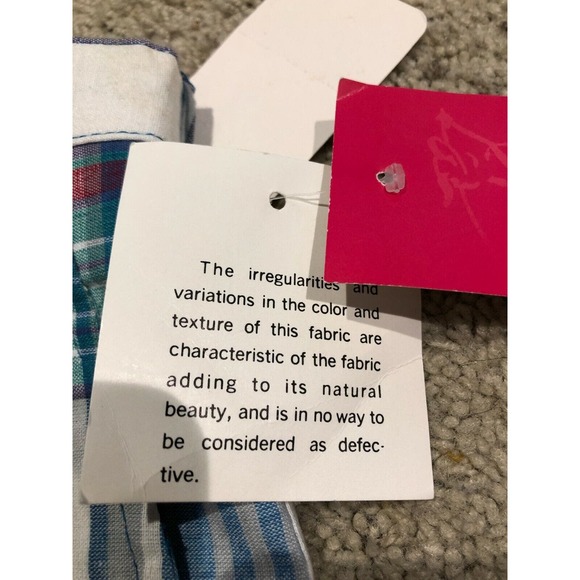 The irregularities and
variations in the color and
texture of this fabric are
characteristic of the fabric
adding to its natural
beauty, and is in no way to
be considered as defec-
tive.